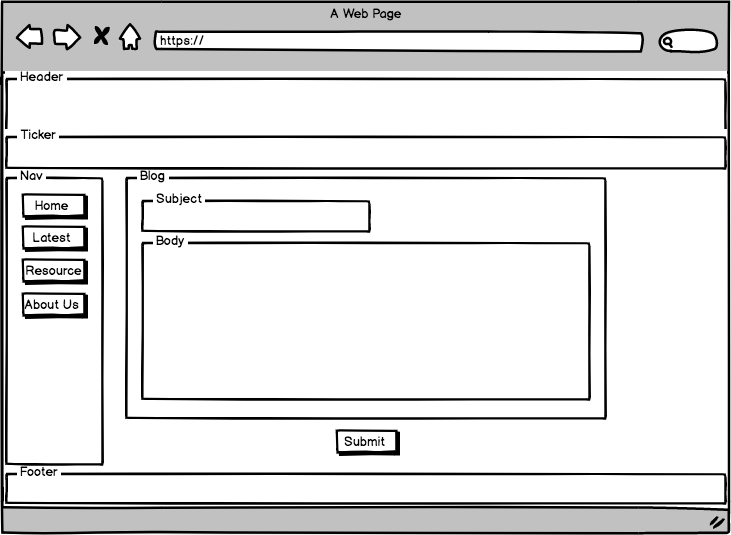 A Web Page
https://
Header
Ticker
Nav
Home
Latest
Resource
About Us
Blog
Subject
Body
Submit
Footer